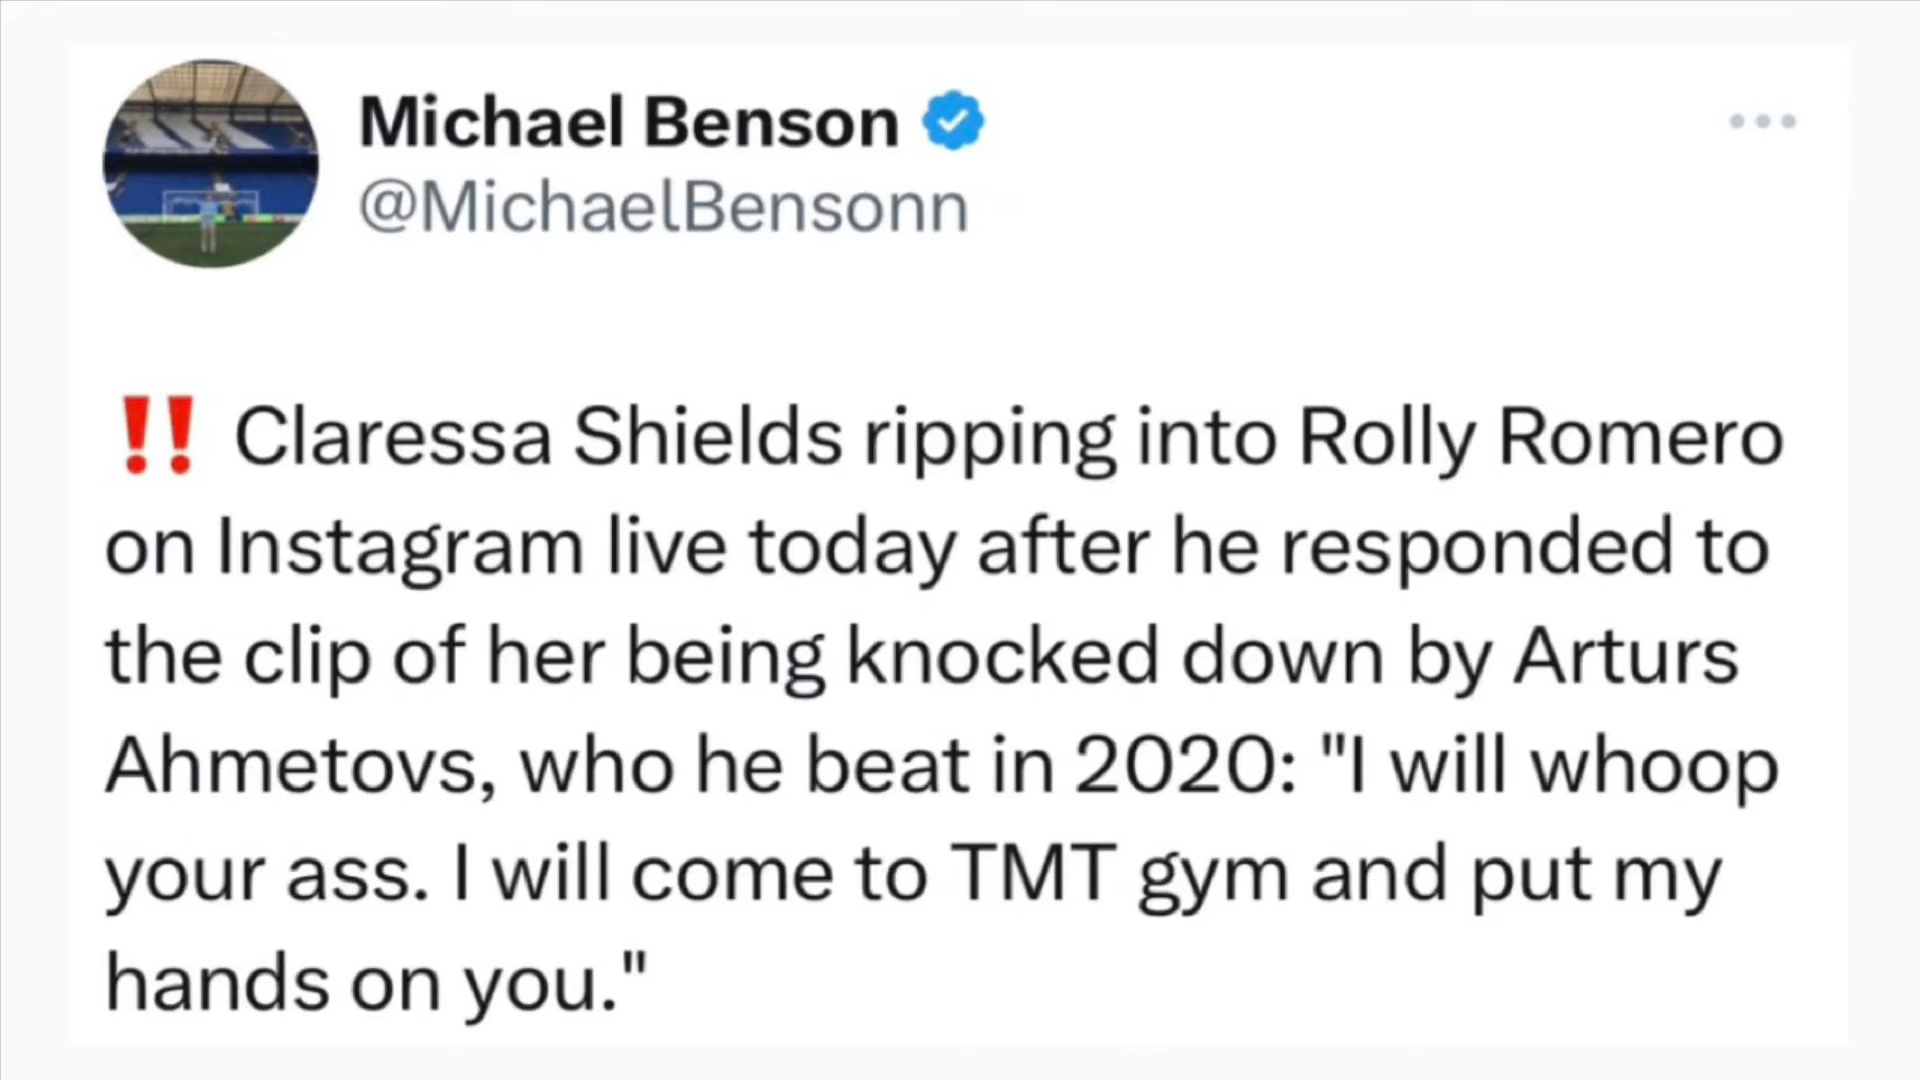 Michael Benson
@MichaelBensonn
‼️ Claressa Shields ripping into Rolly Romero
on Instagram live today after he responded to
the clip of her being knocked down by Arturs
Ahmetovs, who he beat in 2020: "I will whoop
your ass. I will come to TMT gym and put my
hands on you."